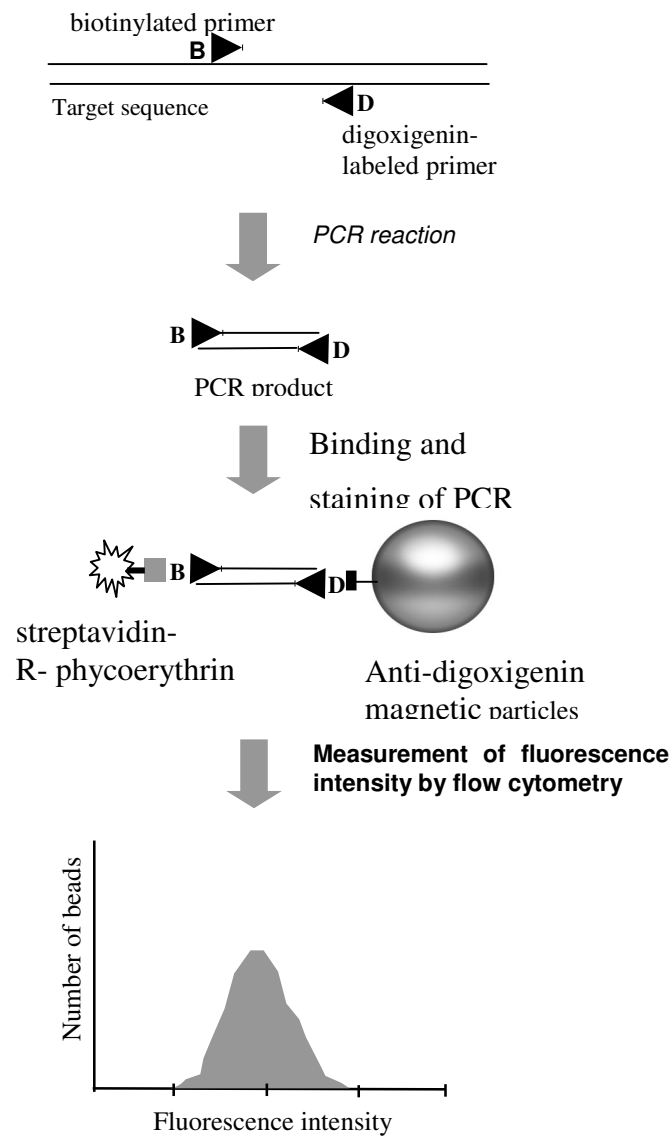 biotinylated primer
B
Target sequence
D
digoxigenin-
labeled primer
PCR reaction
B
D
PCR product
Binding and
staining of PCR
B
D
streptavidin-
R- phycoerythrin
Anti-digoxigenin
magnetic particles
Measurement of fluorescence
intensity by flow cytometry
Number of beads
Fluorescence intensity